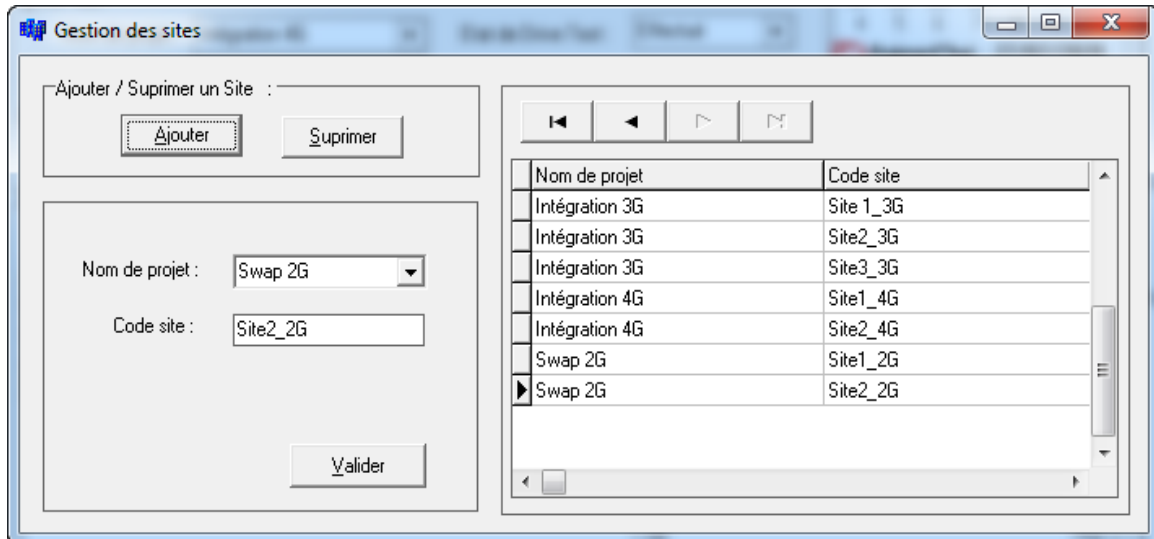 Gestion des sites
Ajouter / Suprimer un Site :
Ajouter
Suprimer
Nom de projet :
Swap 2G
Code site :
Site2_2G
Valider
Nom de projet Code site
Intégration 3G Site 1_3G
Intégration 3G Site2_3G
Intégration 3G Site3_3G
Intégration 4G Site1_4G
Intégration 4G Site2_4G
Swap 2G Site1_2G
Swap 2G Site2_2G